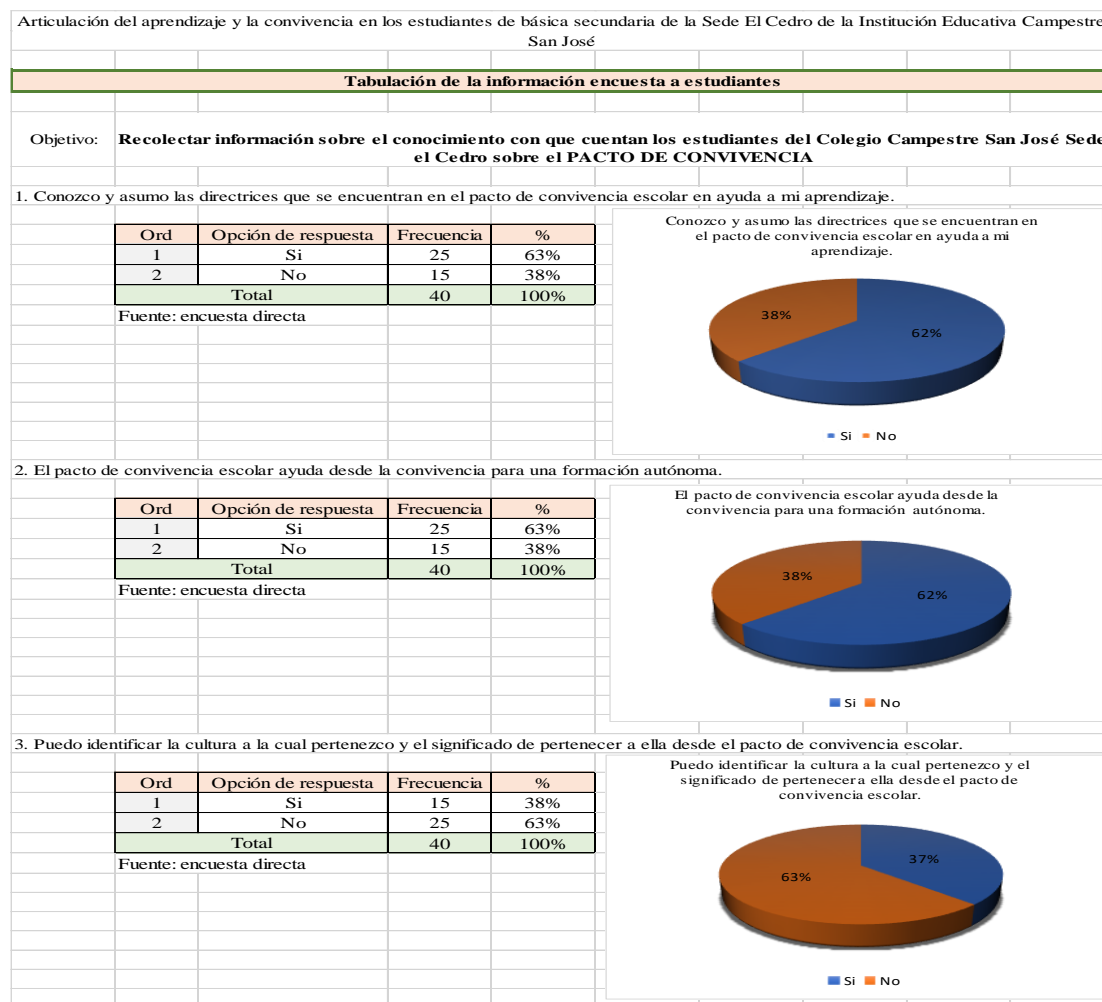 Articulación del aprendizaje y la convivencia en los estudiantes de básica secundaria de la Sede El Cedro de la Institución Educativa Campestre
San José
Tabulación de la información encuesta a estudiantes
Objetivo: Recolectar información sobre el conocimiento con que cuentan los estudiantes del Colegio Campestre San José Sede
el Cedro sobre el PACTO DE CONVIVENCIA
1. Conozco y asumo las directrices que se encuentran en el pacto de convivencia escolar en ayuda a mi aprendizaje.
Ord Opción de respuesta Frecuencia %
1 Si 25 63%
2 No 15 38%
Total 40 100%
Fuente: encuesta directa
Conozco y asumo las directrices que se encuentran en
el pacto de convivencia escolar en ayuda a mi
aprendizaje.
38%
62%
Si No
2. El pacto de convivencia escolar ayuda desde la convivencia para una formación autónoma.
Ord Opción de respuesta Frecuencia %
1 Si 25 63%
2 No 15 38%
Total 40 100%
Fuente: encuesta directa
El pacto de convivencia escolar ayuda desde la
convivencia para una formación autónoma.
38%
62%
Si No
3. Puedo identificar la cultura a la cual pertenezco y el significado de pertenecer a ella desde el pacto de convivencia escolar.
Ord Opción de respuesta Frecuencia %
1 Si 15 38%
2 No 25 63%
Total 40 100%
Fuente: encuesta directa
Puedo identificar la cultura a la cual pertenezco y el
significado de pertenecer a ella desde el pacto de
convivencia escolar.
37%
63%
Si No